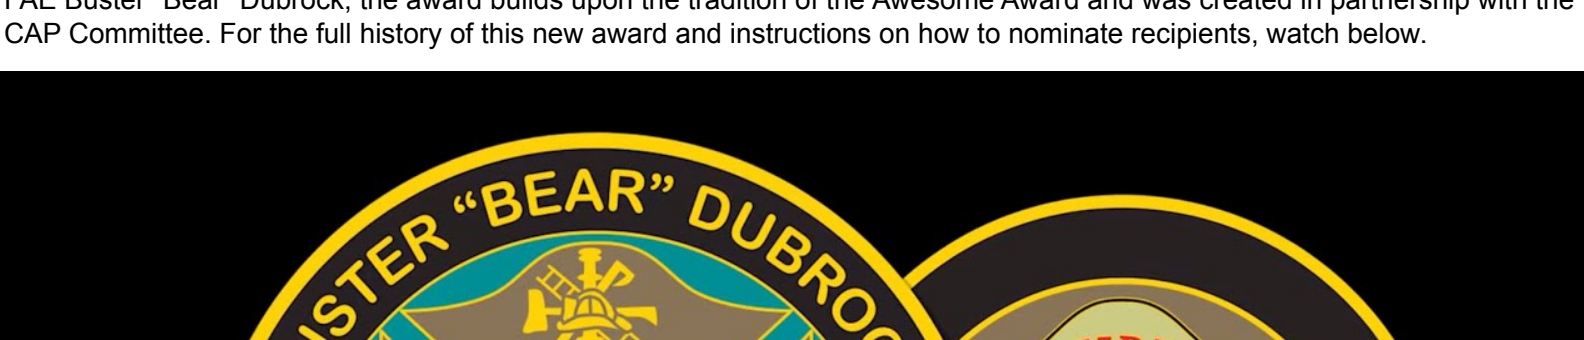 FAE Buster "Bear" Dubrock, the award builds upon the tradition of the Awesome Award and was created in partnership with the
CAP Committee. For the full history of this new award and instructions on how to nominate recipients, watch below.
“BEAR” DUBROC